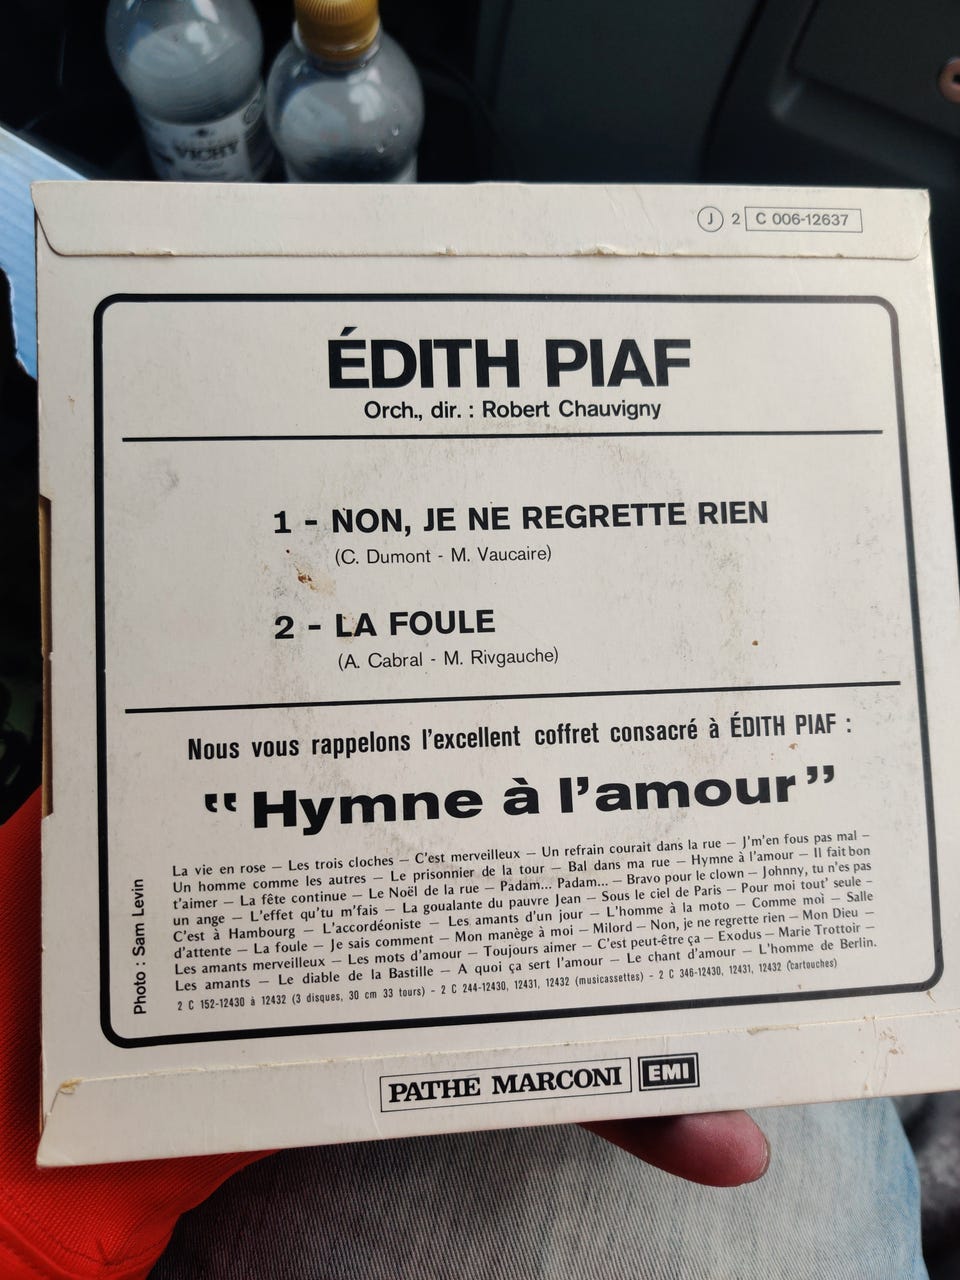 VICHY
J 2 C 006-12637
ÉDITH PIAF
Orch., dir. : Robert Chauvigny
1 - NON, JE NE REGRETTE RIEN
(C. Dumont - M. Vaucaire)
2 - LA FOULE
(A. Cabral - M. Rivgauche)
Nous vous rappelons l'excellent coffret consacré à ÉDITH PIAF :
“Hymne à l'amour”
La vie en rose — Les trois cloches — C'est merveilleux — Un refrain courait dans la rue — J'm'en fous pas mal —
Un homme comme les autres — Le prisonnier de la tour — Bal dans ma rue — Hymne à l'amour — Il fait bon
t'aimer — La fête continue — Le Noël de la rue — Padam... Padam... — Bravo pour le clown — Johnny, tu n'es pas
un ange — L'effet qu'tu m'fais — La goualante du pauvre Jean — Sous le ciel de Paris — Pour moi tout' seule —
C'est à Hambourg — L'accordéoniste — Les amants d'un jour — L'homme à la moto — Comme moi — Salle
d'attente — La foule — Je sais comment — Mon manège à moi — Milord — Non, je ne regrette rien — Mon Dieu —
Les amants merveilleux — Les mots d'amour — Toujours aimer — C'est peut-être ça — Exodus — Marie Trottoir —
Les amants — Le diable de la Bastille — A quoi ça sert l'amour — Le chant d'amour — L'homme de Berlin.
2 C 152-12430 à 12432 (3 disques, 30 cm 33 tours) - 2 C 244-12430, 12431, 12432 (musicassettes) - 2 C 346-12430, 12431, 12432 (cartouches)
Photo : Sam Levin
PATHE MARCONI EMI